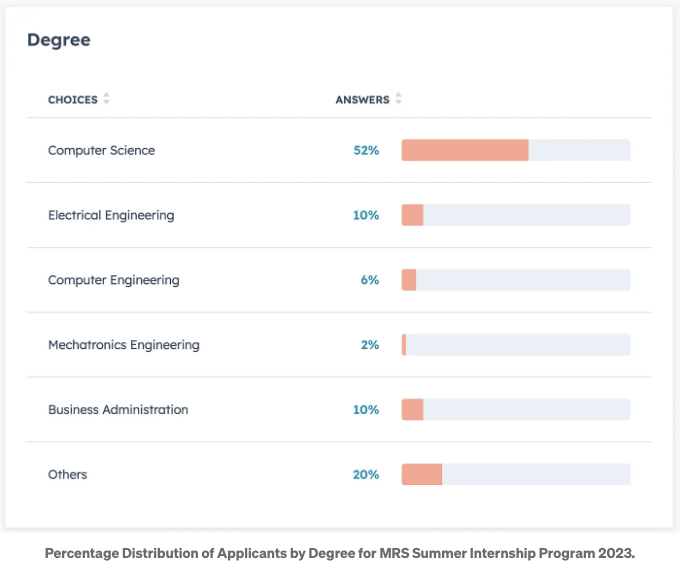 Degree
CHOICES ANSWERS
Computer Science 52%
Electrical Engineering 10%
Computer Engineering 6%
Mechatronics Engineering 2%
Business Administration 10%
Others 20%
Percentage Distribution of Applicants by Degree for MRS Summer Internship Program 2023.